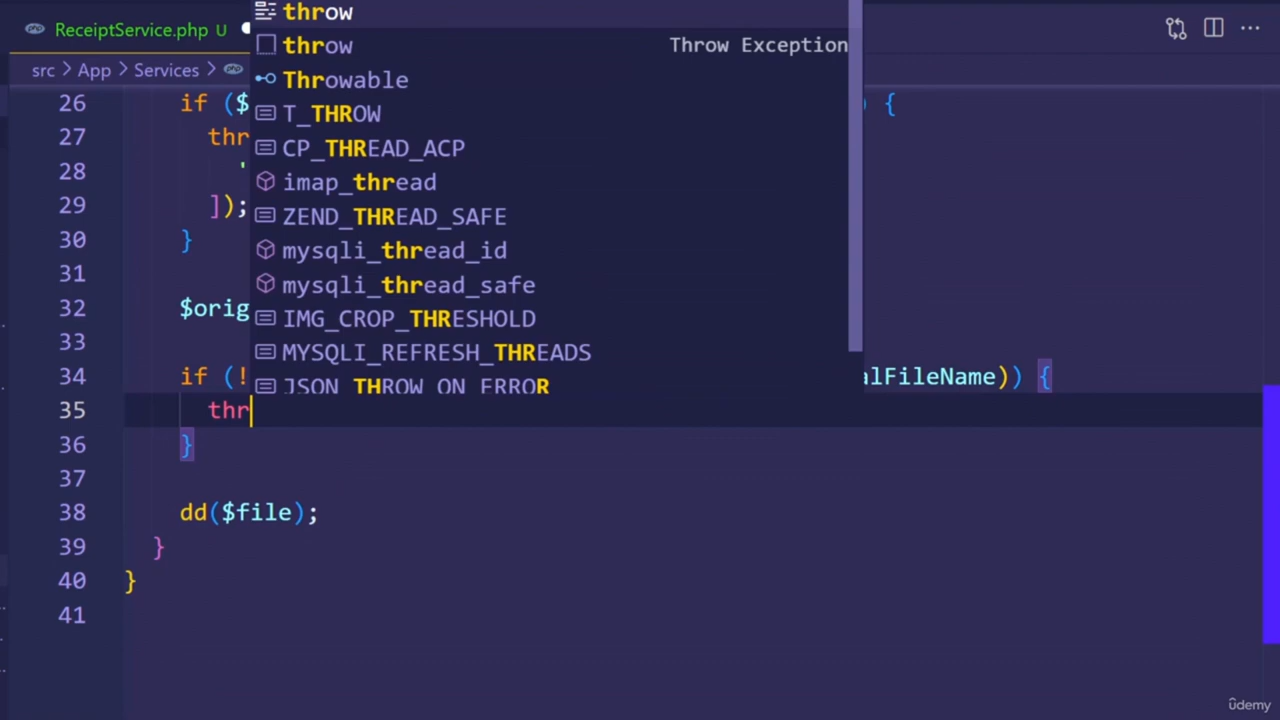 ReceiptService.php U
src > App > Services >
throw
throw Throw Exception
Throwable
T_THROW
CP_THREAD_ACP
imap_thread
ZEND_THREAD_SAFE
mysqli_thread_id
mysqli_thread_safe
IMG_CROP_THRESHOLD
MYSQLI_REFRESH_THREADS
JSON_THROW_ON_ERROR
26 if ($ ) {
27 thr
28 '
29 ]);
30 }
31
32 $orig
33
34 if (! alFileName)) {
35 thr
36 }
37
38 dd($file);
39 }
40 }
41
ûdemy